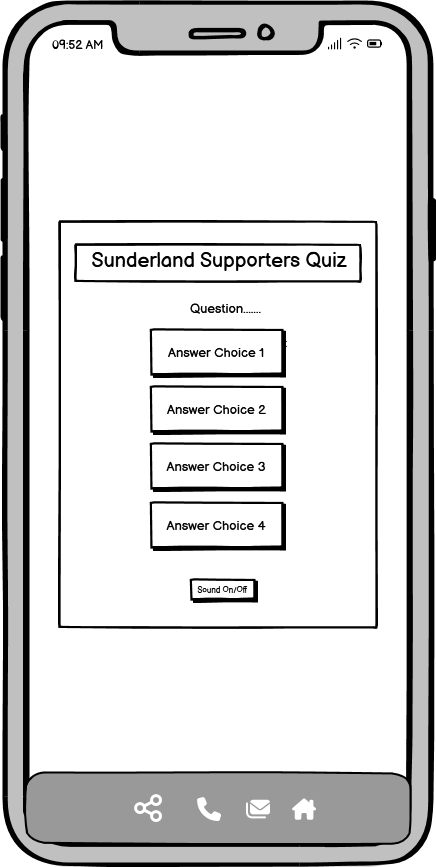 09:52 AM
Sunderland Supporters Quiz
Question.......
Answer Choice 1
Answer Choice 2
Answer Choice 3
Answer Choice 4
Sound On/Off